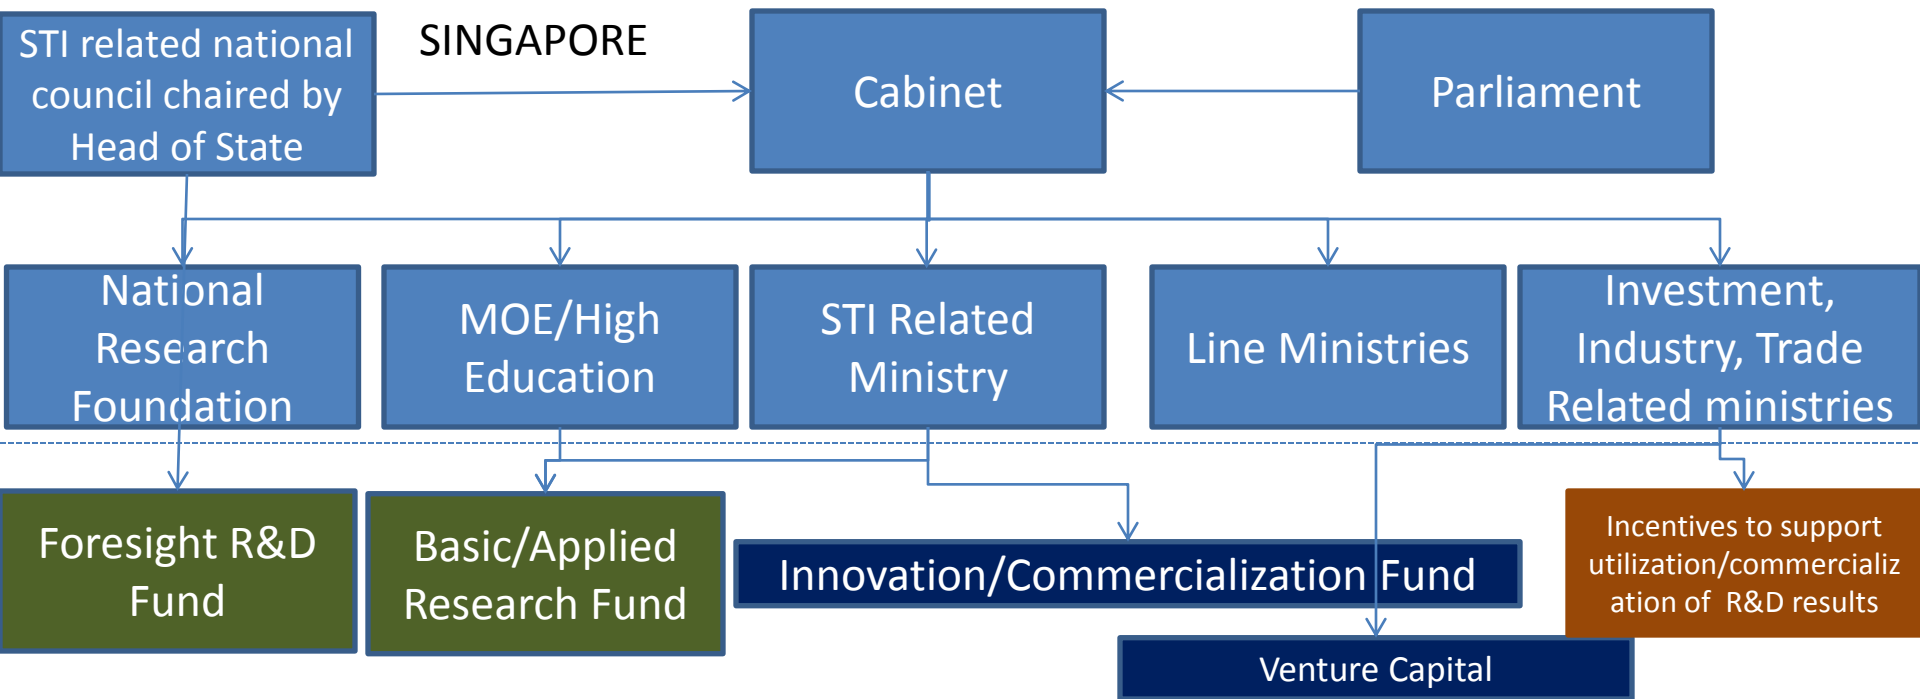 STI related national
council chaired by
Head of State
SINGAPORE
Cabinet
Parliament
National
Research
Foundation
MOE/High
Education
STI Related
Ministry
Line Ministries
Investment,
Industry, Trade
Related ministries
Foresight R&D
Fund
Basic/Applied
Research Fund
Innovation/Commercialization Fund
Incentives to support
utilization/commercializ
ation of R&D results
Venture Capital